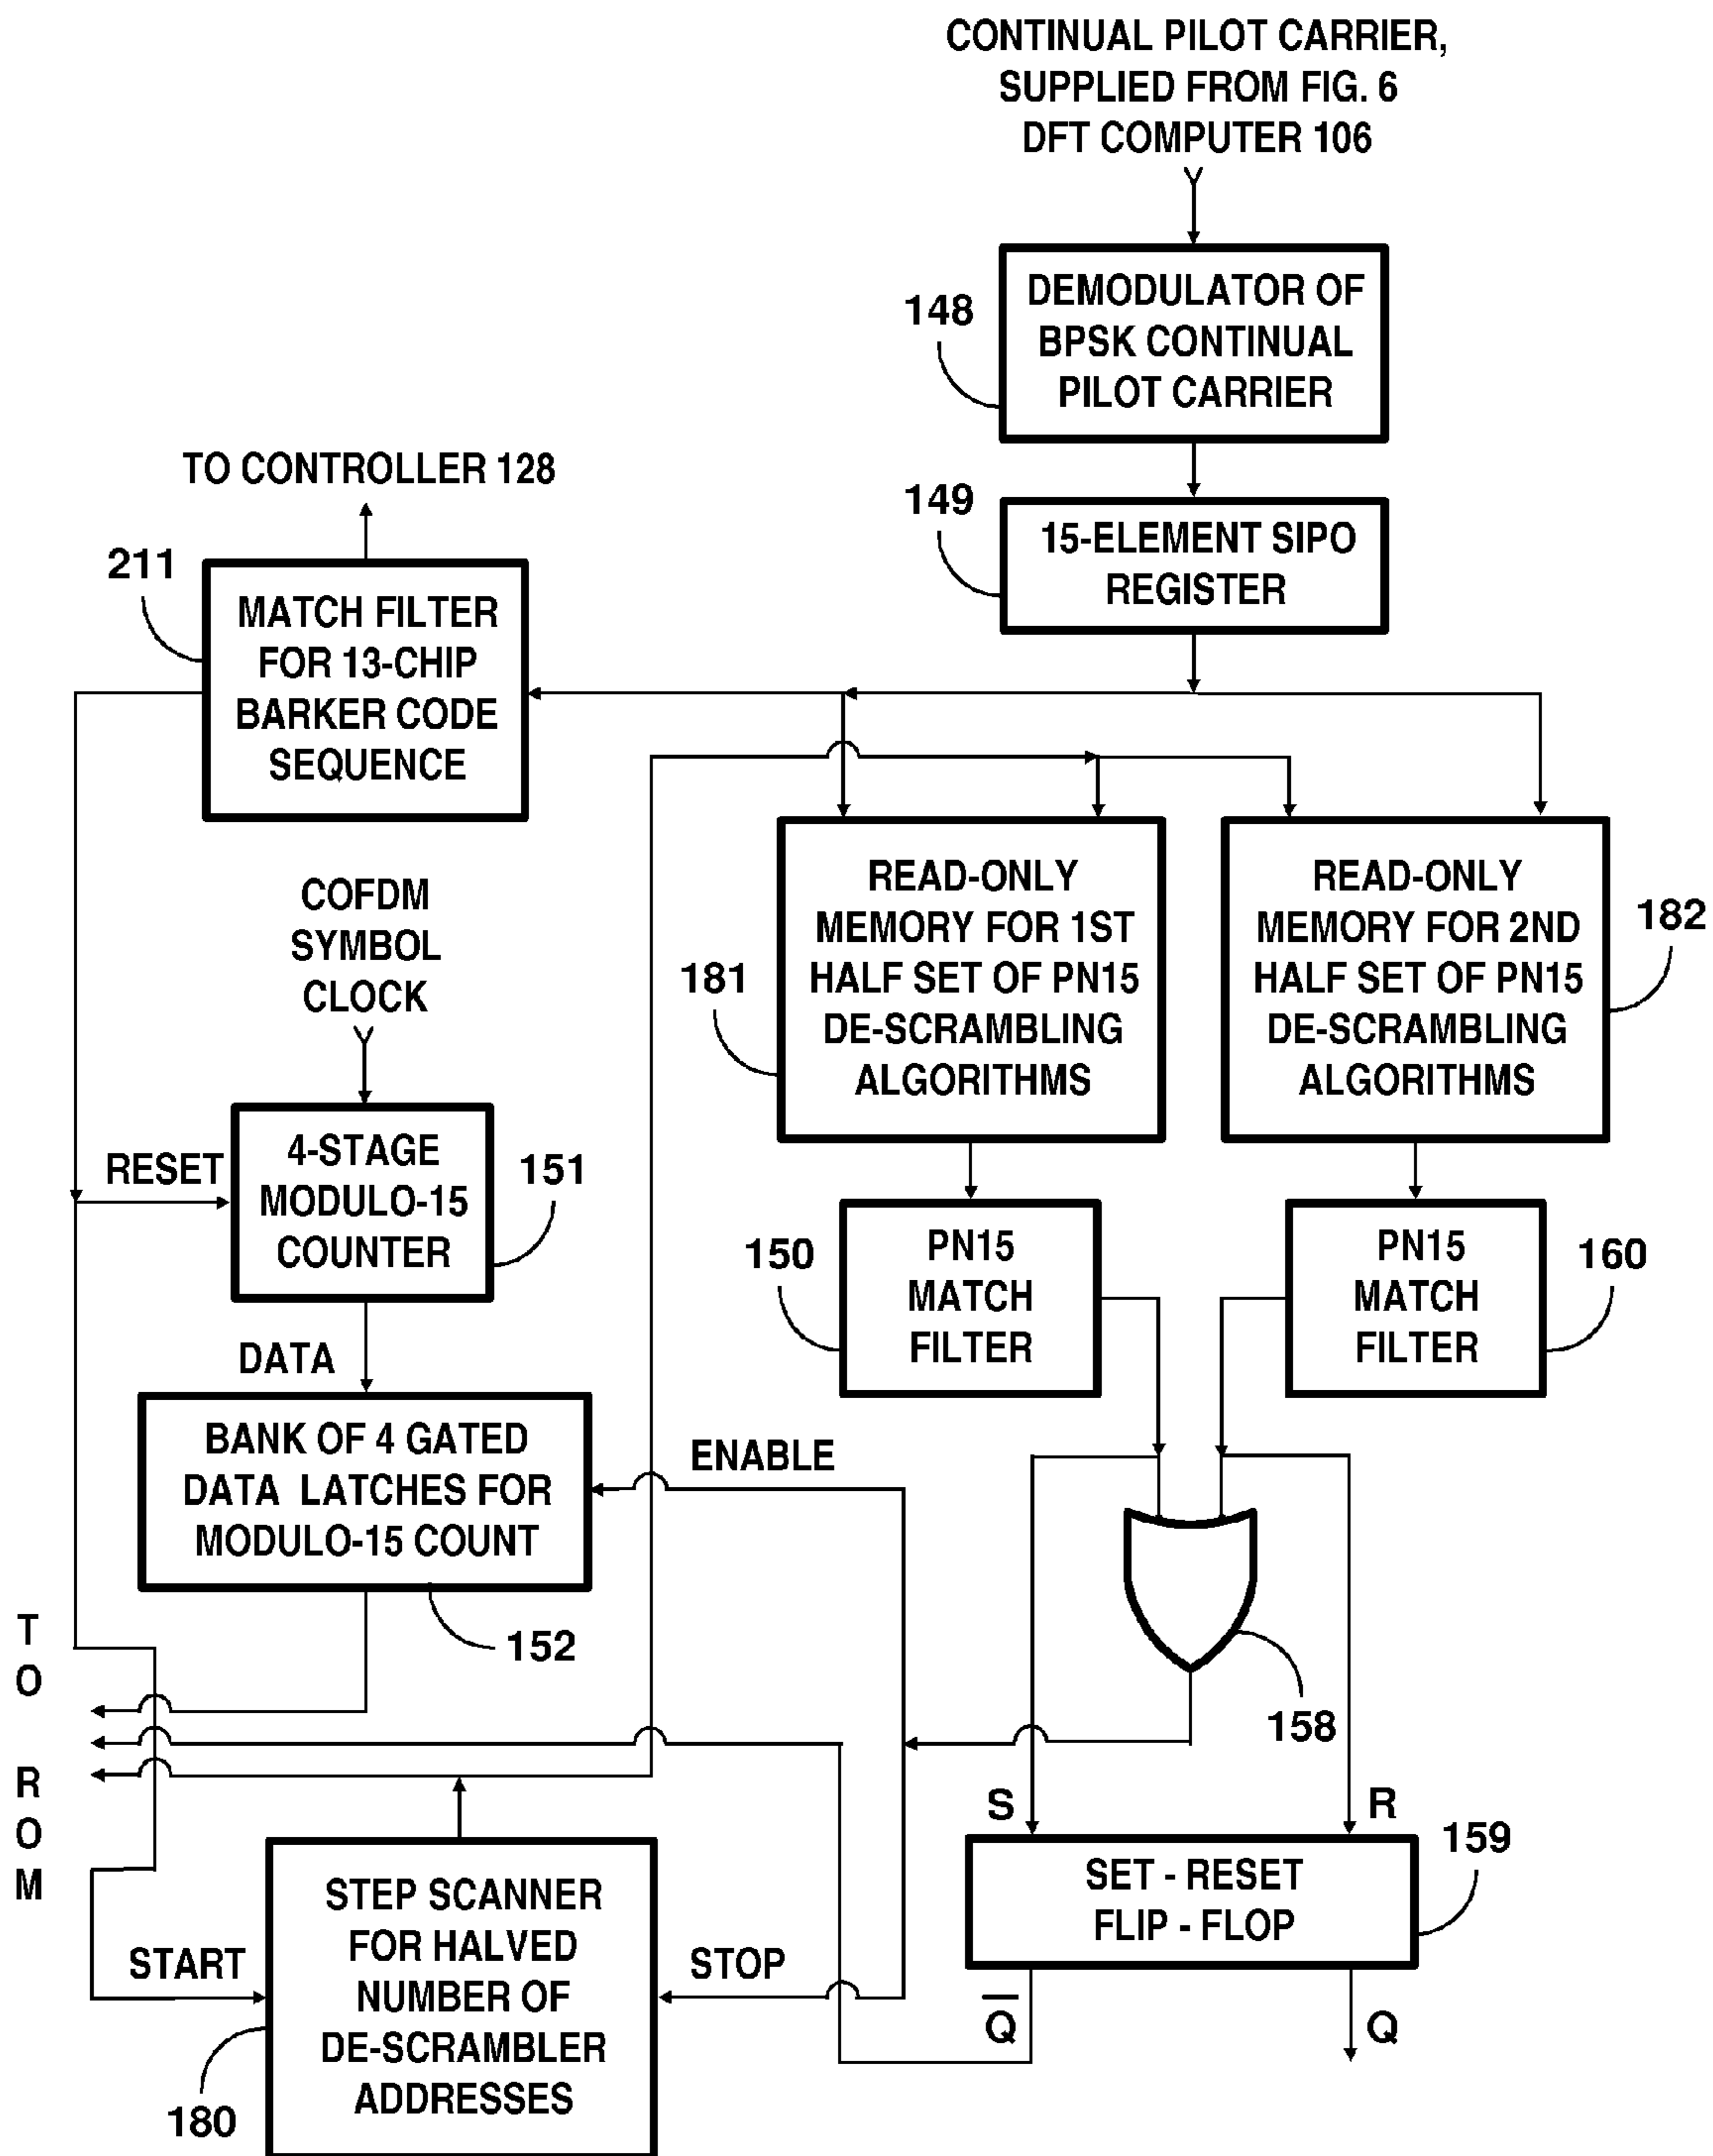 CONTINUAL PILOT CARRIER,
SUPPLIED FROM FIG. 6
DFT COMPUTER 106
148
DEMODULATOR OF
BPSK CONTINUAL
PILOT CARRIER
TO CONTROLLER 128
149
15-ELEMENT SIPO
REGISTER
211
MATCH FILTER
FOR 13-CHIP
BARKER CODE
SEQUENCE
COFDM
SYMBOL
CLOCK
181
READ-ONLY
MEMORY FOR 1ST
HALF SET OF PN15
DE-SCRAMBLING
ALGORITHMS
READ-ONLY
MEMORY FOR 2ND
HALF SET OF PN15
DE-SCRAMBLING
ALGORITHMS
182
RESET
4-STAGE
MODULO-15
COUNTER
151
150
PN15
MATCH
FILTER
PN15
MATCH
FILTER
160
DATA
BANK OF 4 GATED
DATA LATCHES FOR
MODULO-15 COUNT
152
ENABLE
158
T
O
R
O
M
S
R
159
SET - RESET
FLIP - FLOP
START
STEP SCANNER
FOR HALVED
NUMBER OF
DE-SCRAMBLER
ADDRESSES
STOP
180
Q̅
Q